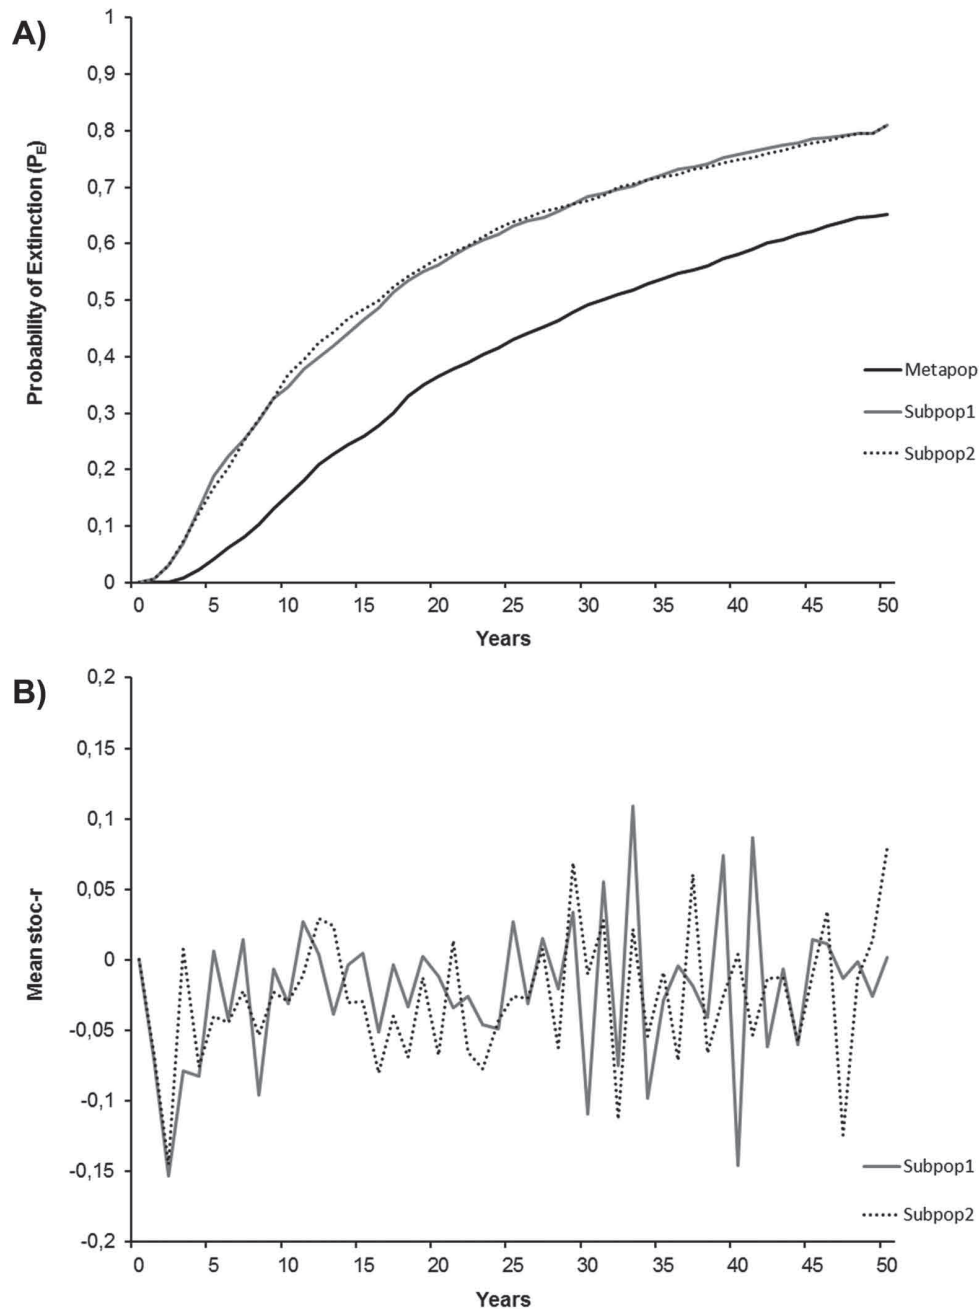 A)
Probability of Extinction (PE)
1
0,9
0,8
0,7
0,6
0,5
0,4
0,3
0,2
0,1
0
0 5 10 15 20 25 30 35 40 45 50
Years
Metapop
Subpop1
Subpop2
B)
Mean stoc-r
0,2
0,15
0,1
0,05
0
-0,05
-0,1
-0,15
-0,2
0 5 10 15 20 25 30 35 40 45 50
Years
Subpop1
Subpop2